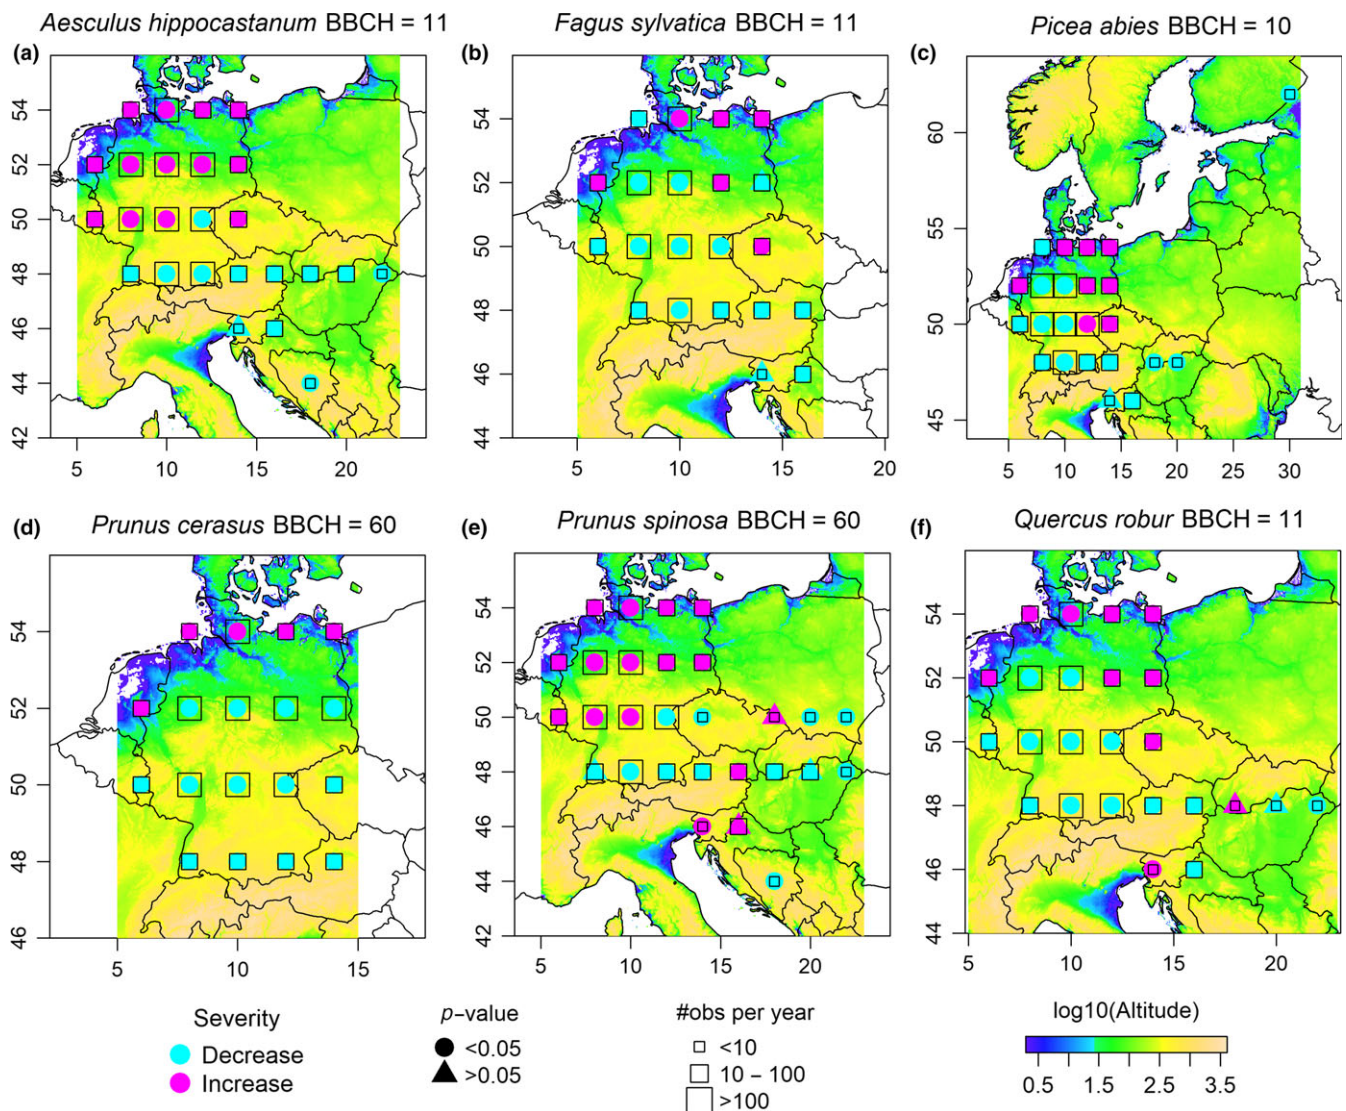 Aesculus hippocastanum BBCH = 11
Fagus sylvatica BBCH = 11
Picea abies BBCH = 10
(a)
54
52
50
48
46
44
42
5 10 15 20
(b)
54
52
50
48
46
44
5 10 15 20
(c)
60
55
50
45
5 10 15 20 25 30
Prunus cerasus BBCH = 60
Prunus spinosa BBCH = 60
Quercus robur BBCH = 11
(d)
54
52
50
48
46
5 10 15
(e)
54
52
50
48
46
44
42
5 10 15 20
(f)
54
52
50
48
46
44
5 10 15 20
Severity
Decrease
Increase
p-value
<0.05
>0.05
#obs per year
<10
10 – 100
>100
log10(Altitude)
0.5 1.5 2.5 3.5